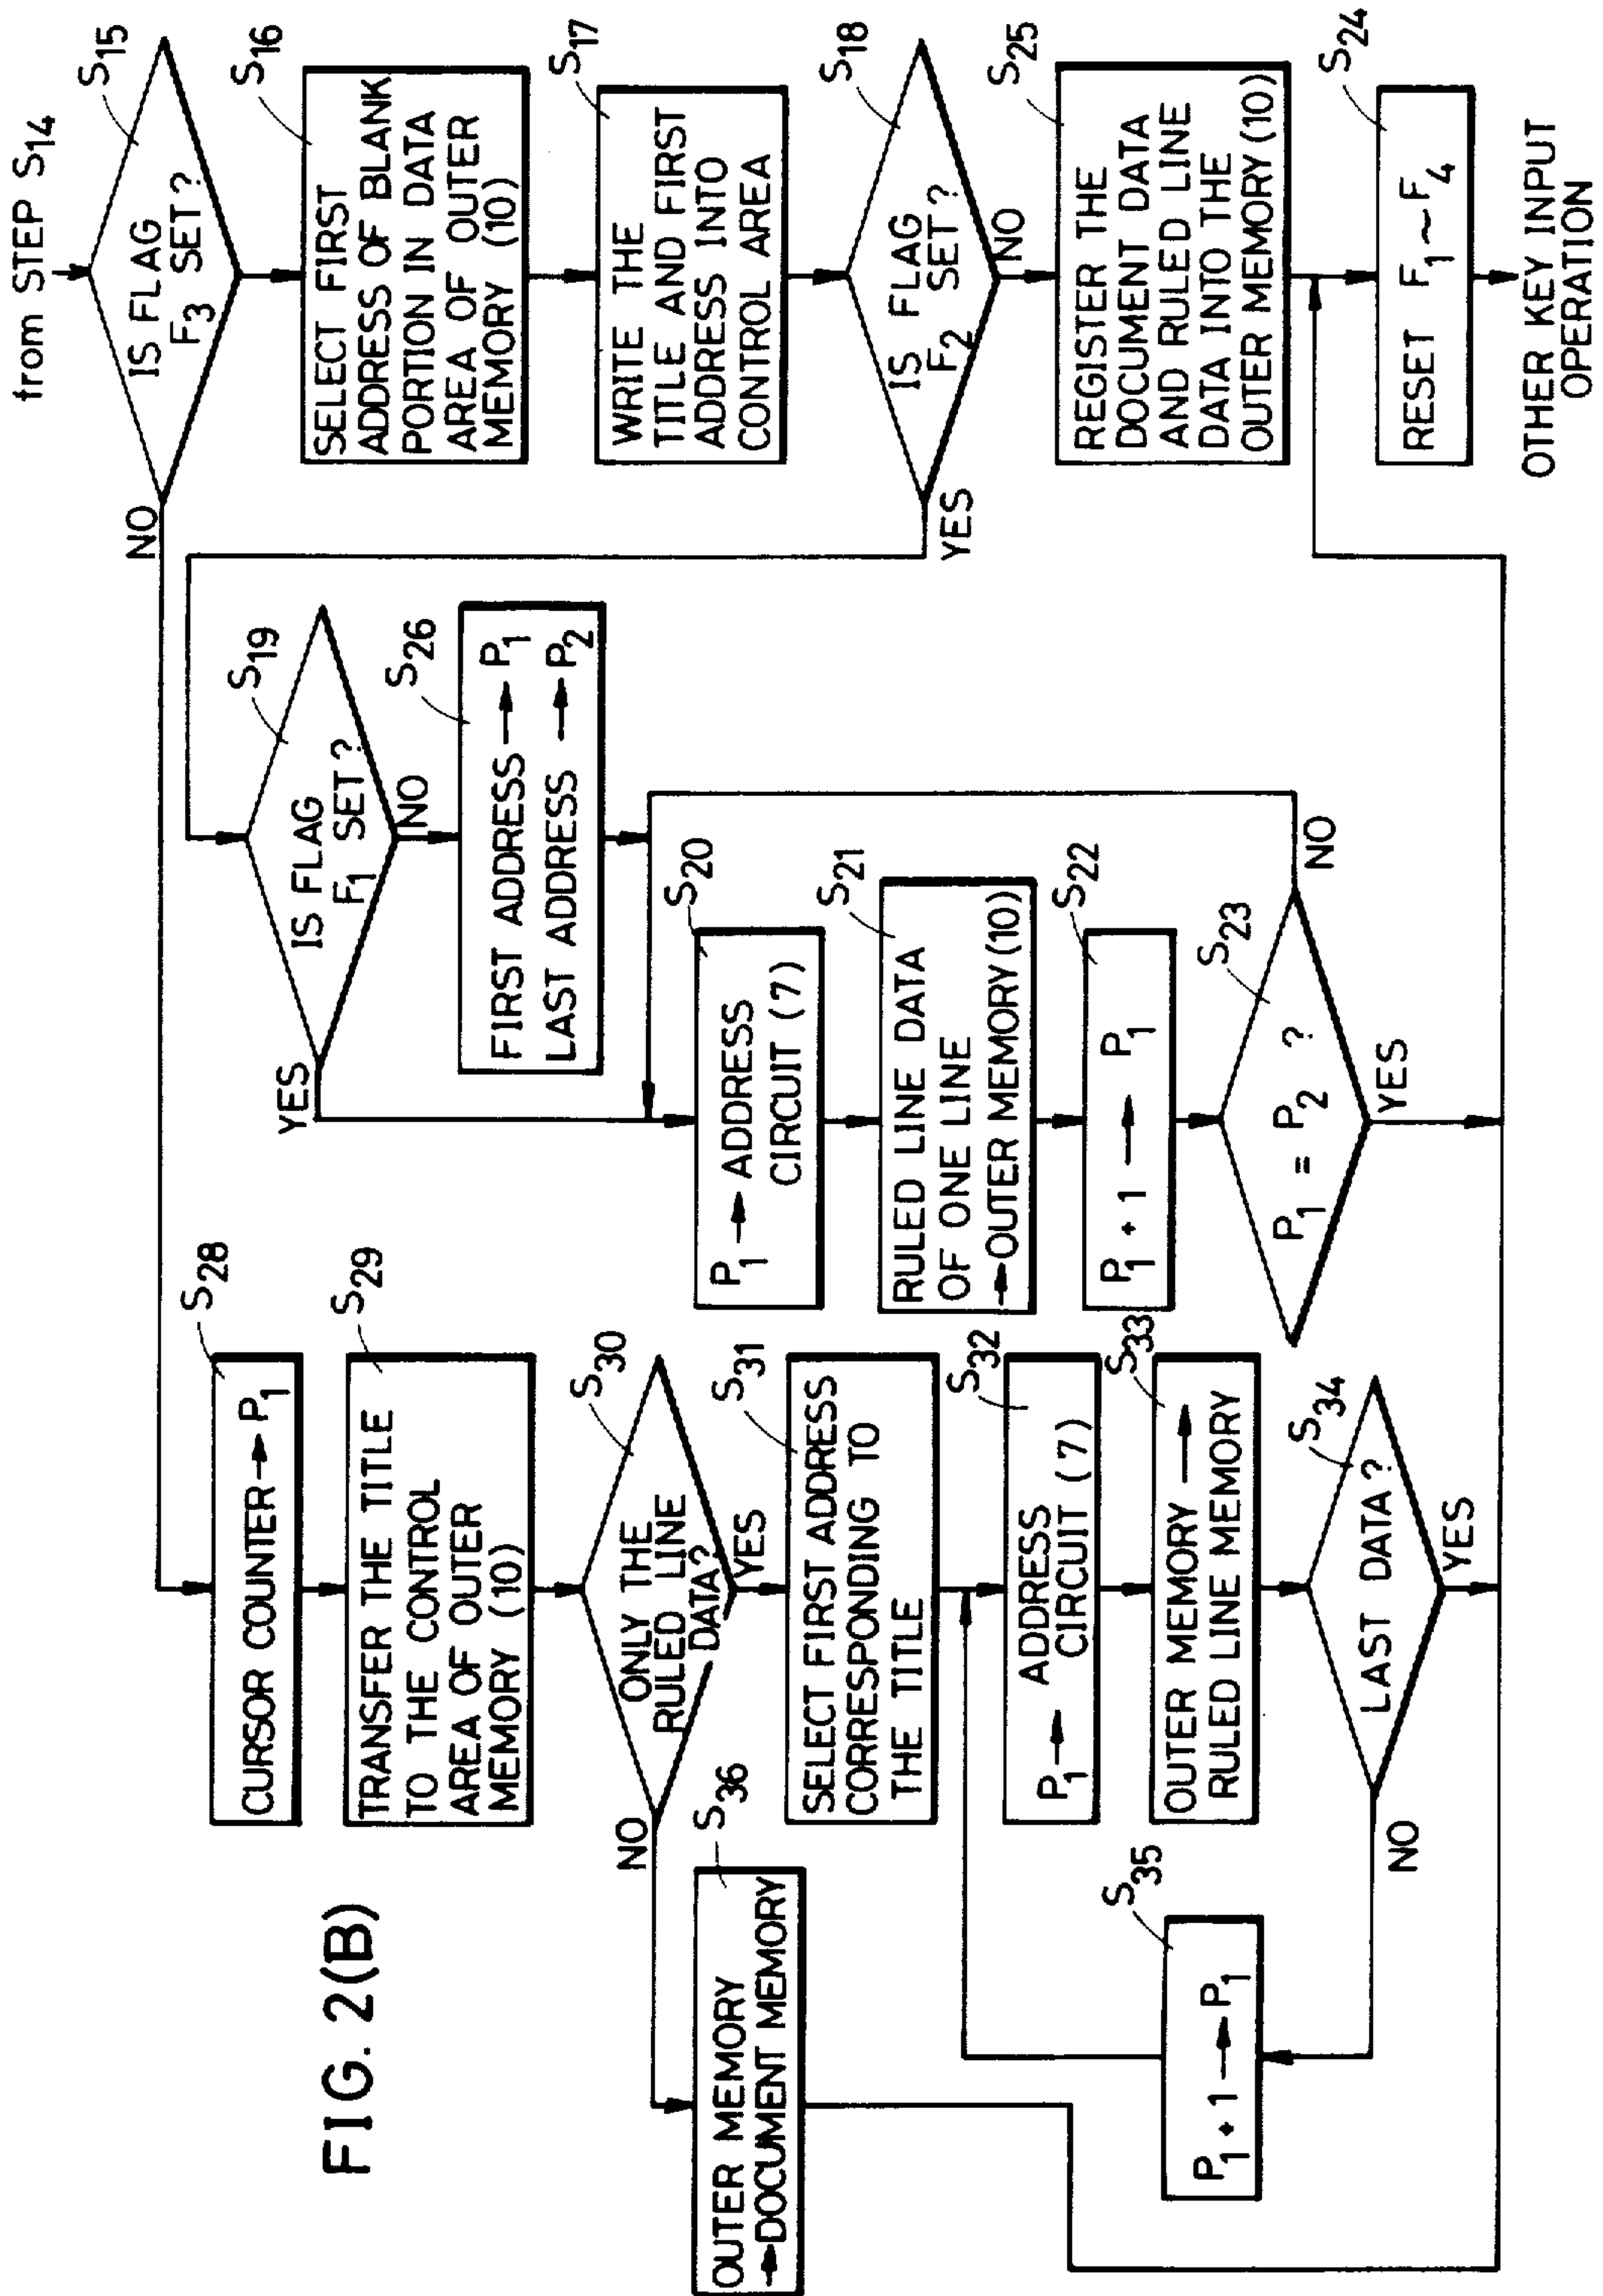 FIG. 2(B)
from STEP S14
S15
IS FLAG
F3 SET?
NO
S16
SELECT FIRST
ADDRESS OF BLANK
PORTION IN DATA
AREA OF OUTER
MEMORY (10)
S17
WRITE THE
TITLE AND FIRST
ADDRESS INTO
CONTROL AREA
S18
IS FLAG
F2 SET?
YES
NO
S25
REGISTER THE
DOCUMENT DATA
AND RULED LINE
DATA INTO THE
OUTER MEMORY (10)
S24
RESET F1 ~ F4
OTHER KEY INPUT
OPERATION
S19
IS FLAG
F1 SET?
YES
NO
S26
FIRST ADDRESS → P1
LAST ADDRESS → P2
S20
P1 → ADDRESS
CIRCUIT (7)
S21
RULED LINE DATA
OF ONE LINE
→ OUTER MEMORY (10)
S22
P1 + 1 → P1
S23
P1 = P2 ?
NO
YES
S28
CURSOR COUNTER → P1
S29
TRANSFER THE TITLE
TO THE CONTROL
AREA OF OUTER
MEMORY (10)
S30
ONLY THE
RULED LINE
DATA?
NO
YES
S31
SELECT FIRST ADDRESS
CORRESPONDING TO
THE TITLE
S32
P1 → ADDRESS
CIRCUIT (7)
S33
OUTER MEMORY →
RULED LINE MEMORY
S34
LAST DATA?
NO
YES
S35
P1 + 1 → P1
S36
OUTER MEMORY
→ DOCUMENT MEMORY